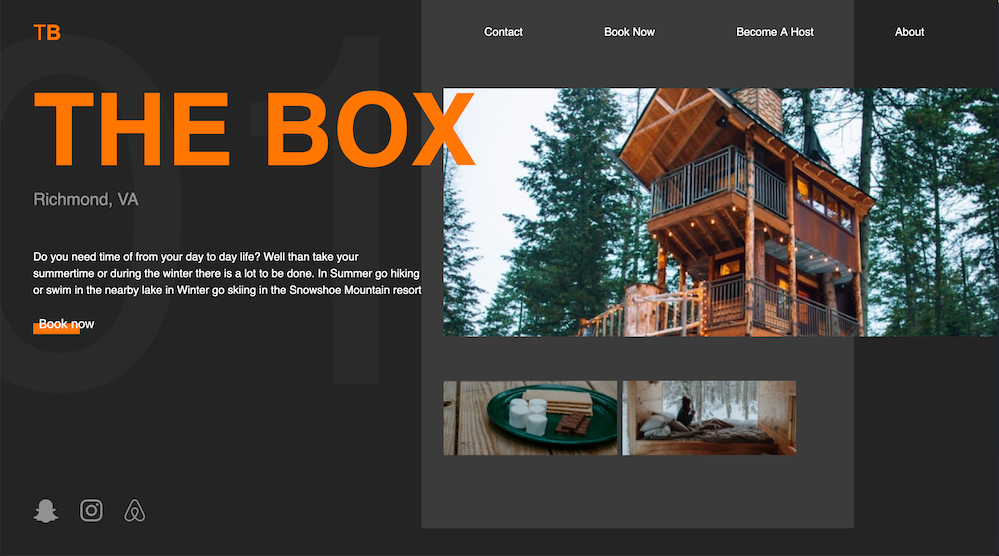 TB
Contact
Book Now
Become A Host
About
01
THE BOX
Richmond, VA
Do you need time of from your day to day life? Well than take your
summertime or during the winter there is a lot to be done. In Summer go hiking
or swim in the nearby lake in Winter go skiing in the Snowshoe Mountain resort
Book now